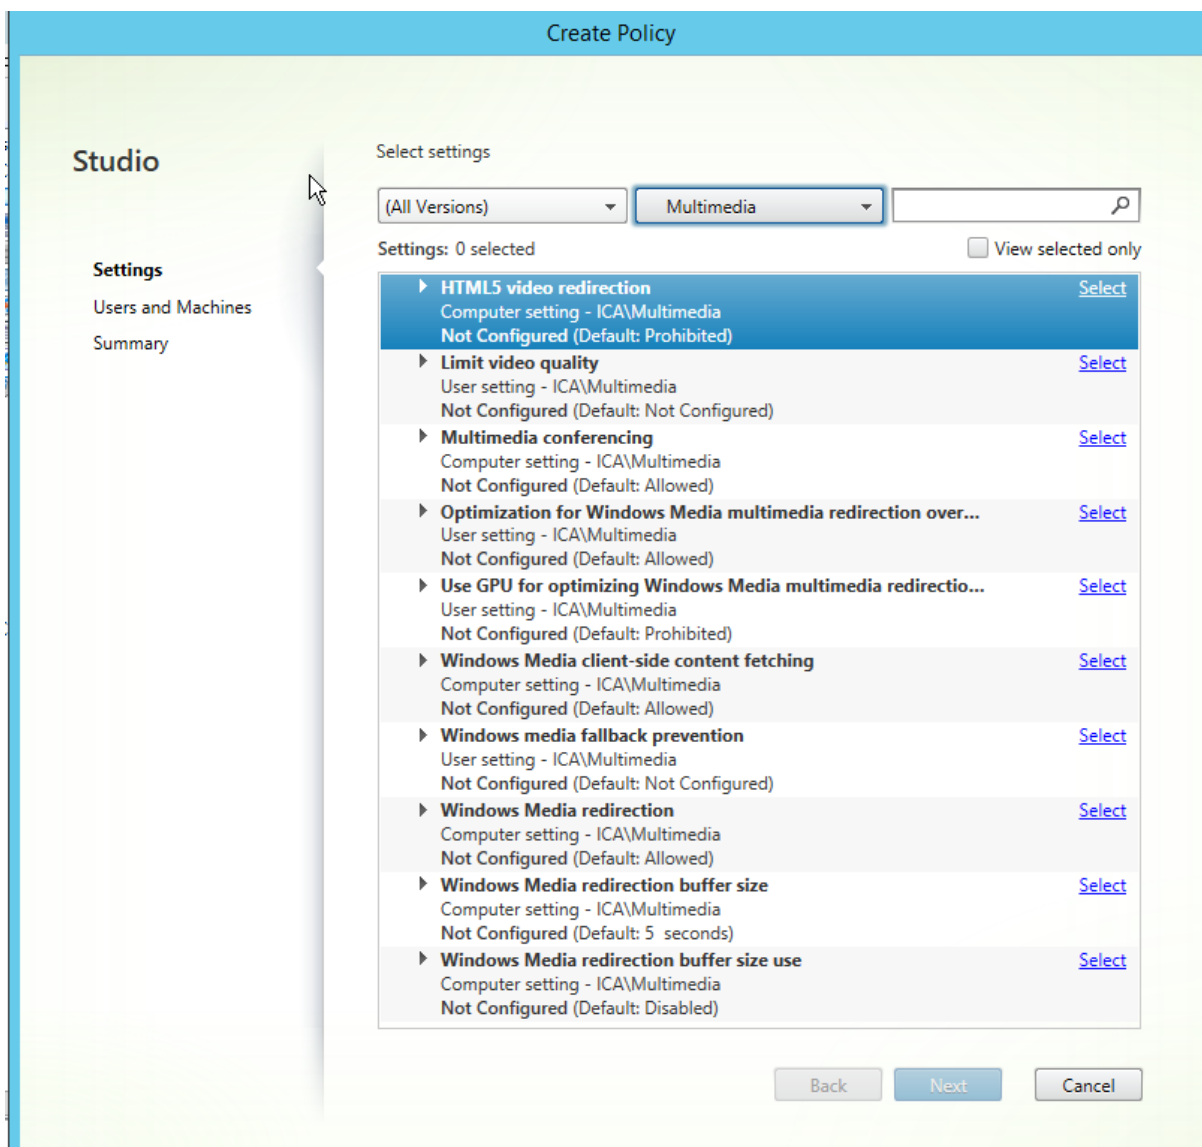 Create Policy
Studio
Select settings
(All Versions)
Multimedia
Settings: 0 selected
View selected only
Settings
Users and Machines
Summary
HTML5 video redirection
Select
Computer setting - ICA\Multimedia
Not Configured (Default: Prohibited)
Limit video quality
Select
User setting - ICA\Multimedia
Not Configured (Default: Not Configured)
Multimedia conferencing
Select
Computer setting - ICA\Multimedia
Not Configured (Default: Allowed)
Optimization for Windows Media multimedia redirection over...
Select
User setting - ICA\Multimedia
Not Configured (Default: Allowed)
Use GPU for optimizing Windows Media multimedia redirectio...
Select
User setting - ICA\Multimedia
Not Configured (Default: Prohibited)
Windows Media client-side content fetching
Select
Computer setting - ICA\Multimedia
Not Configured (Default: Allowed)
Windows media fallback prevention
Select
User setting - ICA\Multimedia
Not Configured (Default: Not Configured)
Windows Media redirection
Select
Computer setting - ICA\Multimedia
Not Configured (Default: Allowed)
Windows Media redirection buffer size
Select
Computer setting - ICA\Multimedia
Not Configured (Default: 5  seconds)
Windows Media redirection buffer size use
Select
Computer setting - ICA\Multimedia
Not Configured (Default: Disabled)
Back
Next
Cancel